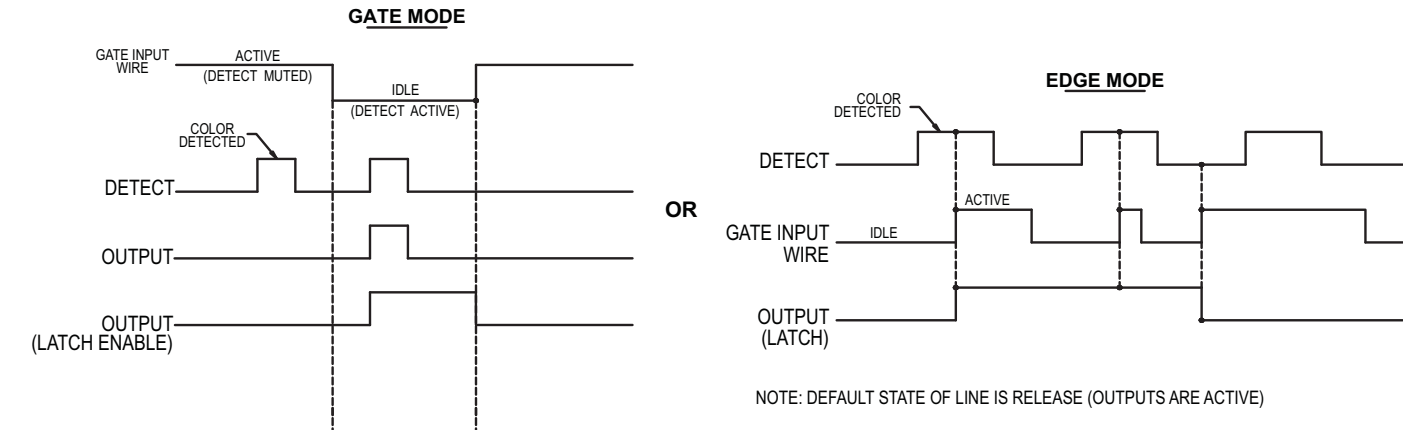 GATE MODE
GATE INPUT
WIRE
ACTIVE
(DETECT MUTED)
IDLE
(DETECT ACTIVE)
COLOR
DETECTED
DETECT
OUTPUT
OUTPUT
(LATCH ENABLE)
OR
EDGE MODE
COLOR
DETECTED
DETECT
ACTIVE
GATE INPUT
WIRE
IDLE
OUTPUT
(LATCH)
NOTE: DEFAULT STATE OF LINE IS RELEASE (OUTPUTS ARE ACTIVE)